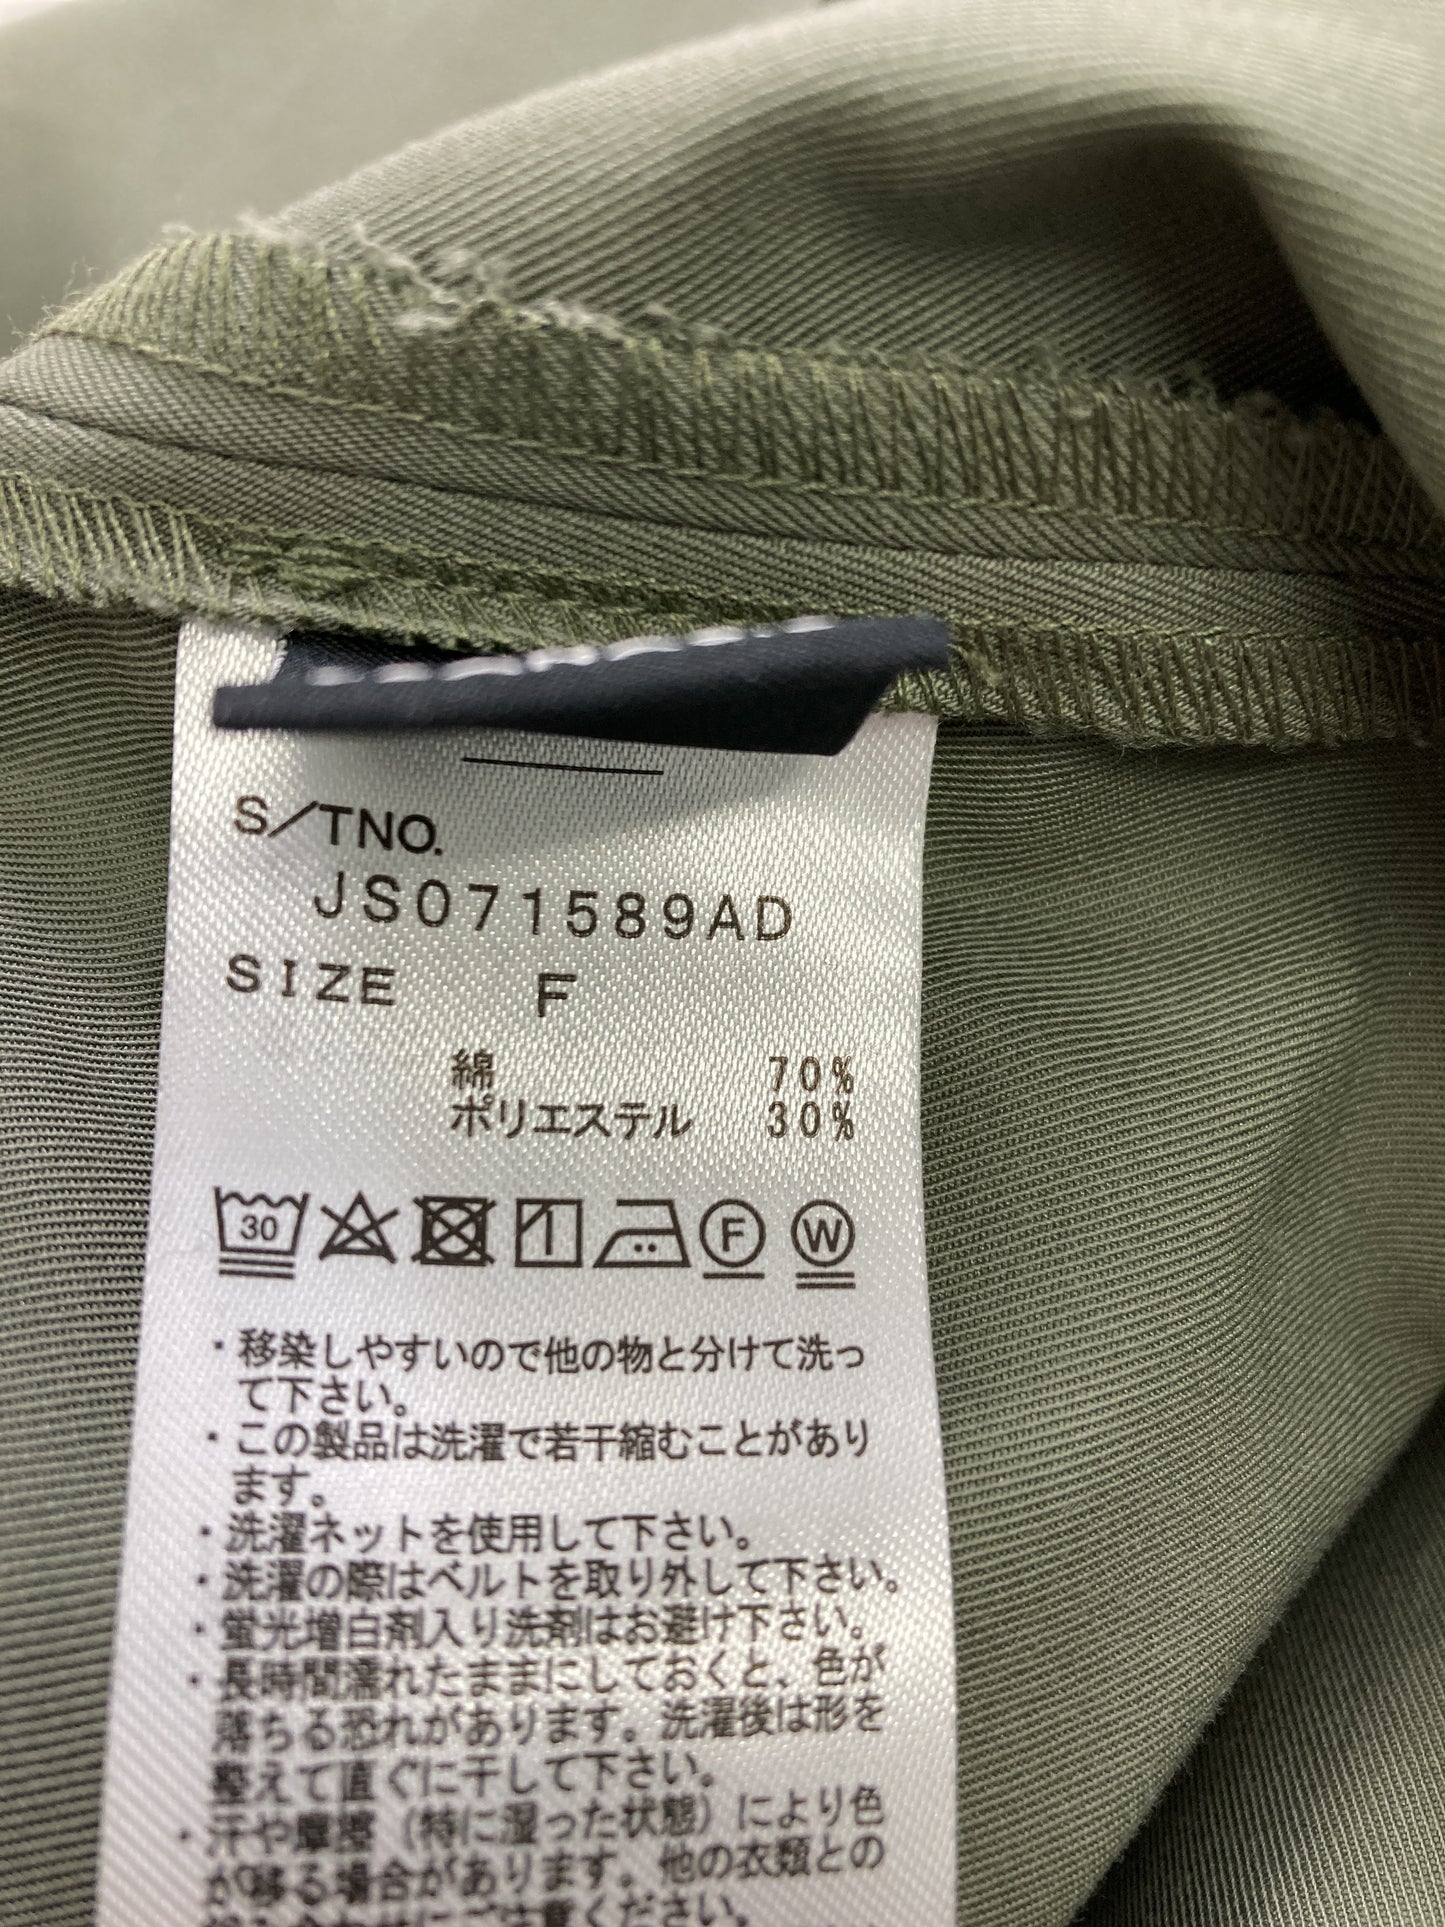 S/TNO.
JS071589AD
SIZE F
綿 70%
ポリエステル 30%
30 F W
・移染しやすいので他の物と分けて洗っ
て下さい。
・この製品は洗濯で若干縮むことがあり
ます。
・洗濯ネットを使用して下さい。
・洗濯の際はベルトを取り外して下さい。
・蛍光増白剤入り洗剤はお避け下さい。
・長時間濡れたままにしておくと、色が
落ちる恐れがあります。洗濯後は形を
整えて直ぐに干して下さい。
・汗や摩擦（特に湿った状態）により色
が移る場合があります。他の衣類との
ください。